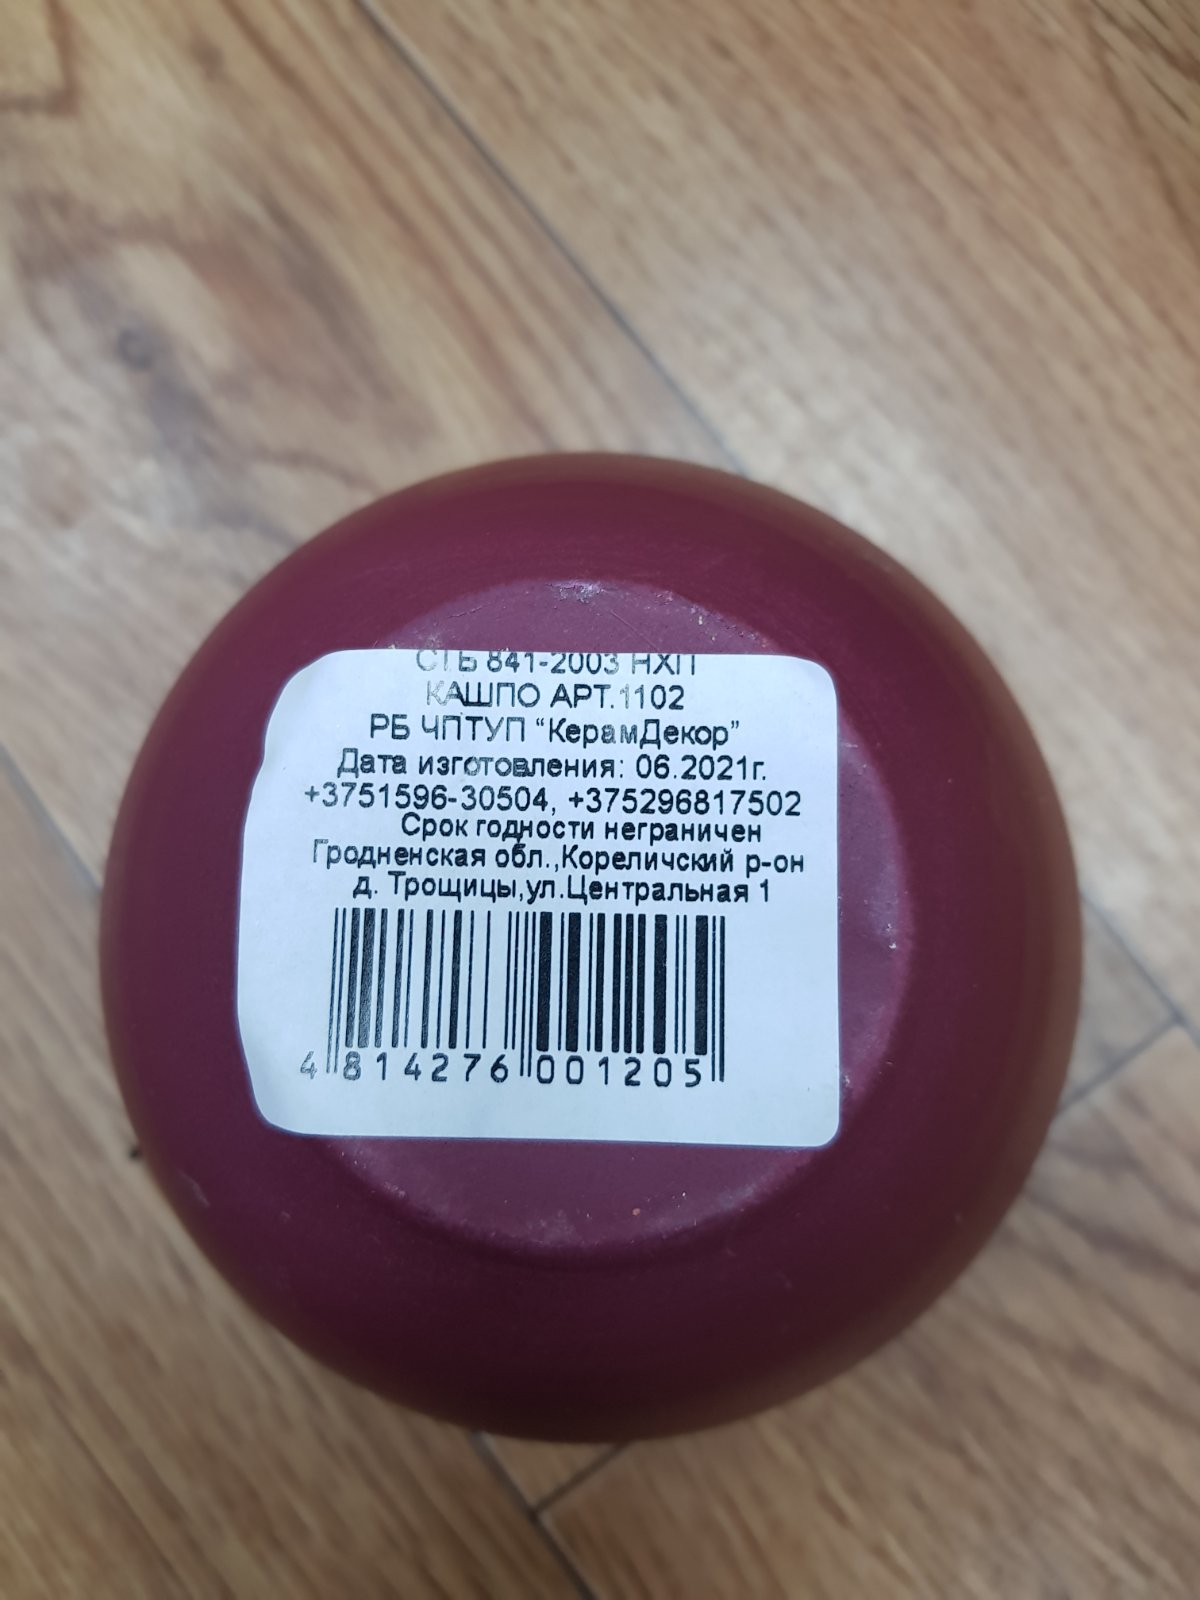 СТБ 841-2003 НХП
КАШПО АРТ.1102
РБ ЧПТУП “КерамДекор”
Дата изготовления: 06.2021г.
+3751596-30504, +375296817502
Срок годности неграничен
Гродненская обл.,Кореличский р-он
д. Трощицы,ул.Центральная 1
4 814276 001205